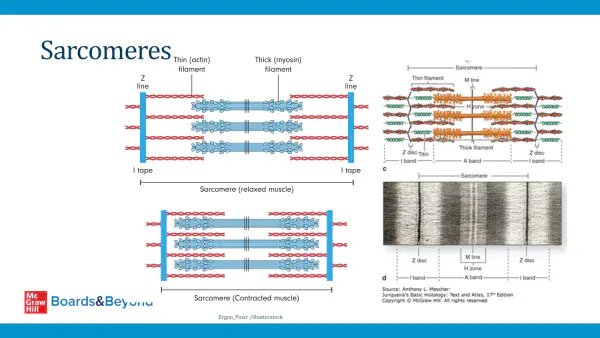 Sarcomeres
Thin (actin)
filament
Thick (myosin)
filament
Z
line
Z
line
I tape
I tape
Sarcomere (relaxed muscle)
Sarcomere (Contracted muscle)
Sarcomere
Thin filament
M line
H zone
Thick filament
Z disc
Titin
Z disc
I band
A band
I band
c
Sarcomere
Z disc
M line
Z disc
H zone
I band
A band
I band
d
Source: Anthony L. Mescher:
Junqueira's Basic Histology: Text and Atlas, 17th Edition
Copyright © McGraw Hill. All rights reserved
Mc
Graw
Hill
Boards&Beyond
Ergun_Pinar /Shutterstock